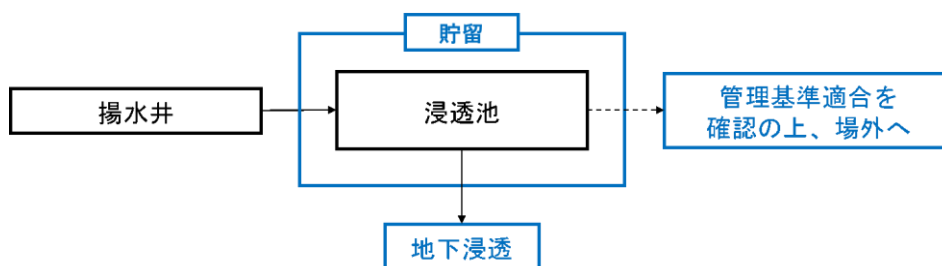 貯留
揚水井
浸透池
管理基準適合を
確認の上、場外へ
地下浸透